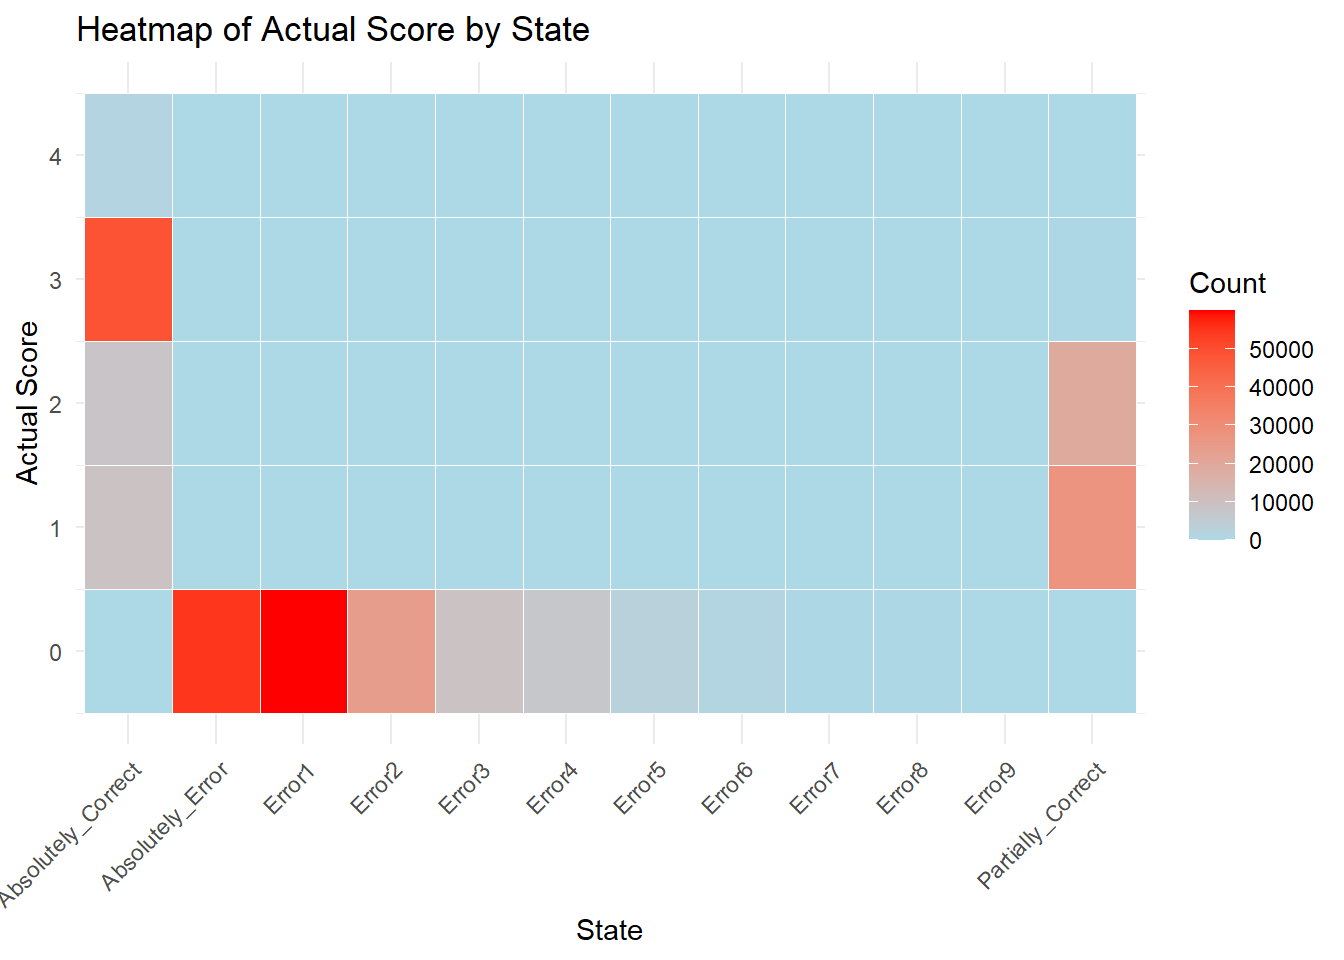 Heatmap of Actual Score by State
Actual Score
4
3
2
1
0
Absolutely_Correct
Absolutely_Error
Error1
Error2
Error3
Error4
Error5
Error6
Error7
Error8
Error9
Partially_Correct
State
Count
50000
40000
30000
20000
10000
0